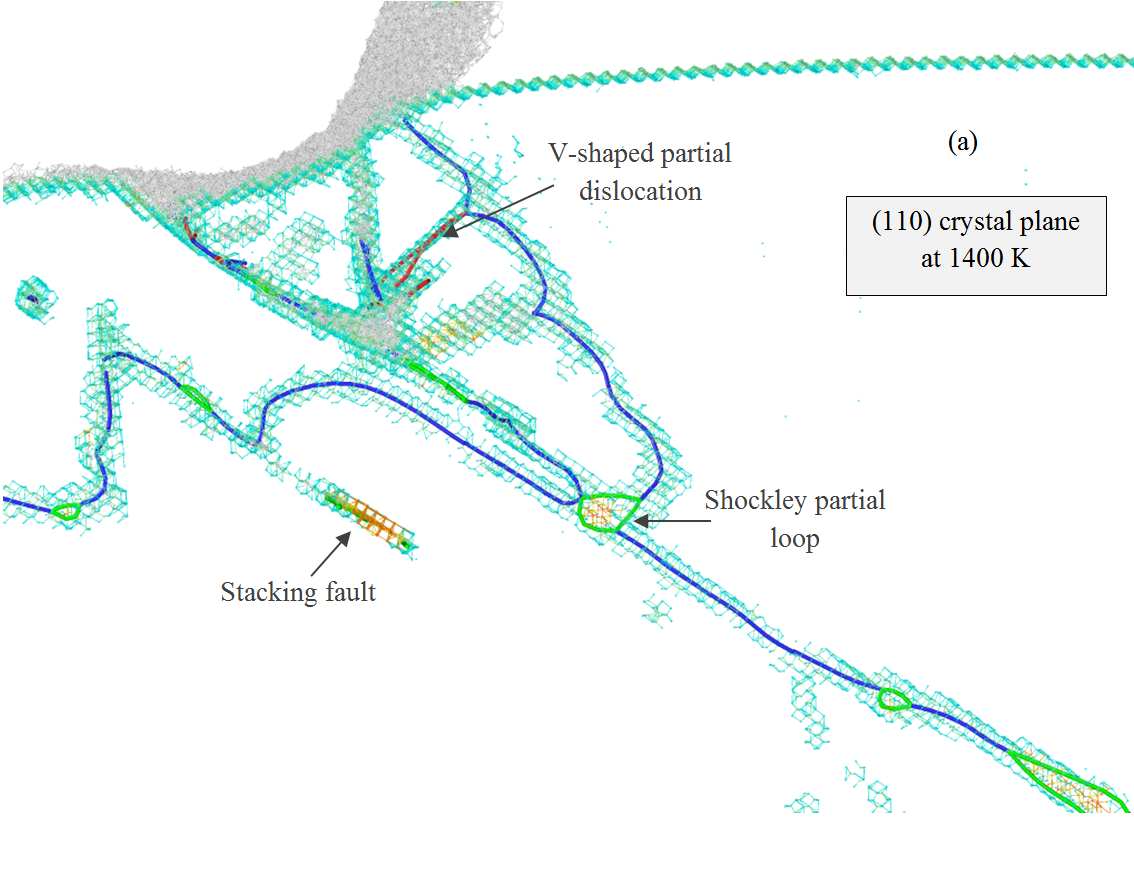 V-shaped partial
dislocation
(a)
(110) crystal plane
at 1400 K
Shockley partial
loop
Stacking fault